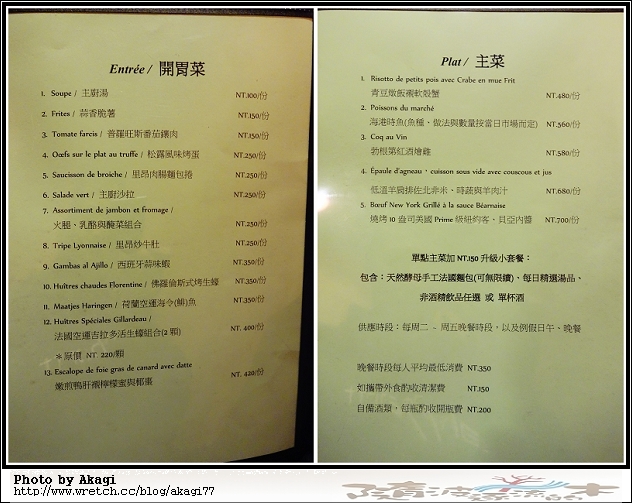 Entrée / 開胃菜
1. Soupe / 主廚湯 NT.100/份
2. Frites / 蒜香脆薯 NT.150/份
3. Tomate farcis / 普羅旺斯番茄鑲肉 NT.150/份
4. Œufs sur le plat au truffe / 松露風味烤蛋 NT.250/份
5. Saucisson de broiche / 里昂肉腸麵包捲 NT.250/份
6. Salade vert / 主廚沙拉 NT.250/份
7. Assortiment de jambon et fromage /
火腿、乳酪與醃菜組合 NT.250/份
8. Tripe Lyonnaise / 里昂炒牛肚 NT.250/份
9. Gambas al Ajillo / 西班牙蒜味蝦 NT.350/份
10. Huîtres chaudes Florentine / 佛羅倫斯式烤生蠔 NT.350/份
11. Maatjes Haringen / 荷蘭空運海令(鯡)魚 NT.350/份
12. Huîtres Spéciales Gillardeau /
法國空運吉拉多活生蠔組合(2 顆) NT. 400/份
＊原價 NT 220/顆
13. Escalope de foie gras de canard avec datte NT. 420/份
嫩煎鴨肝襯檸檬蜜與椰棗
Plat / 主菜
1. Risotto de petits pois avec Crabe en mue Frit
青豆燉飯襯軟殼蟹 NT.480/份
2. Poissons du marché
海港時魚(魚種、做法與數量按當日市場而定) NT.560/份
3. Coq au Vin
勃根第紅酒燴雞 NT.580/份
4. Epaule d'agneau, cuisson sous vide avec couscous et jus
低溫羊肩排佐北非米、時蔬與羊肉汁 NT.680/份
5. Bœuf New York Grillé à la sauce Béarnaise
燒烤 10 盎司美國 Prime 級紐約客、貝亞內醬 NT.700/份
單點主菜加 NT.150 升級小套餐：
包含：天然酵母手工法國麵包(可無限續)、每日精選湯品、
非酒精飲品任選 或 單杯酒
供應時段：每周二 - 周五晚餐時段，以及例假日午、晚餐
晚餐時段每人平均最低消費 NT.350
如攜帶外食酌收清潔費 NT.150
自備酒類，每瓶酌收開瓶費 NT.200
Photo by Akagi
http://www.wretch.cc/blog/akagi77